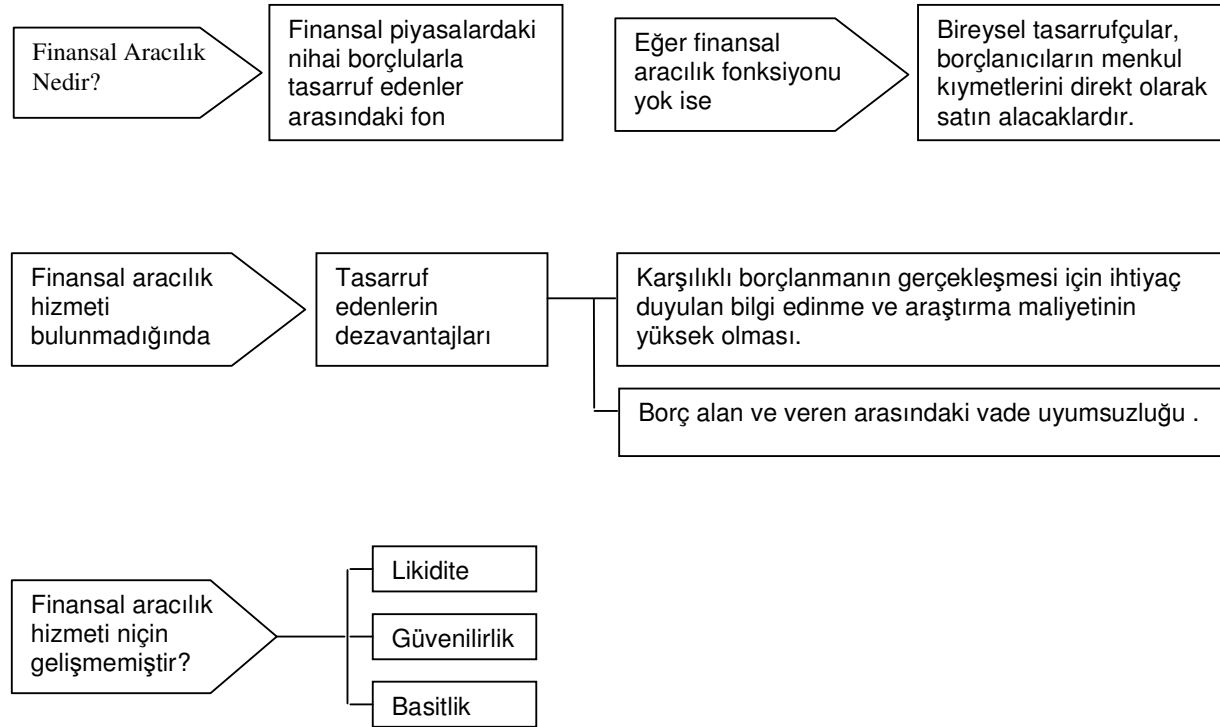 Finansal Aracılık
Nedir?
Finansal piyasalardaki
nihai borçlularla
tasarruf edenler
arasındaki fon
Eğer finansal
aracılık fonksiyonu
yok ise
Bireysel tasarrufçular,
borçlanıcıların menkul
kıymetlerini direkt olarak
satın alacaklardır.
Finansal aracılık
hizmeti
bulunmadığında
Tasarruf
edenlerin
dezavantajları
Karşılıklı borçlanmanın gerçekleşmesi için ihtiyaç
duyulan bilgi edinme ve araştırma maliyetinin
yüksek olması.
Borç alan ve veren arasındaki vade uyumsuzluğu .
Finansal aracılık
hizmeti niçin
gelişmemiştir?
Likidite
Güvenilirlik
Basitlik